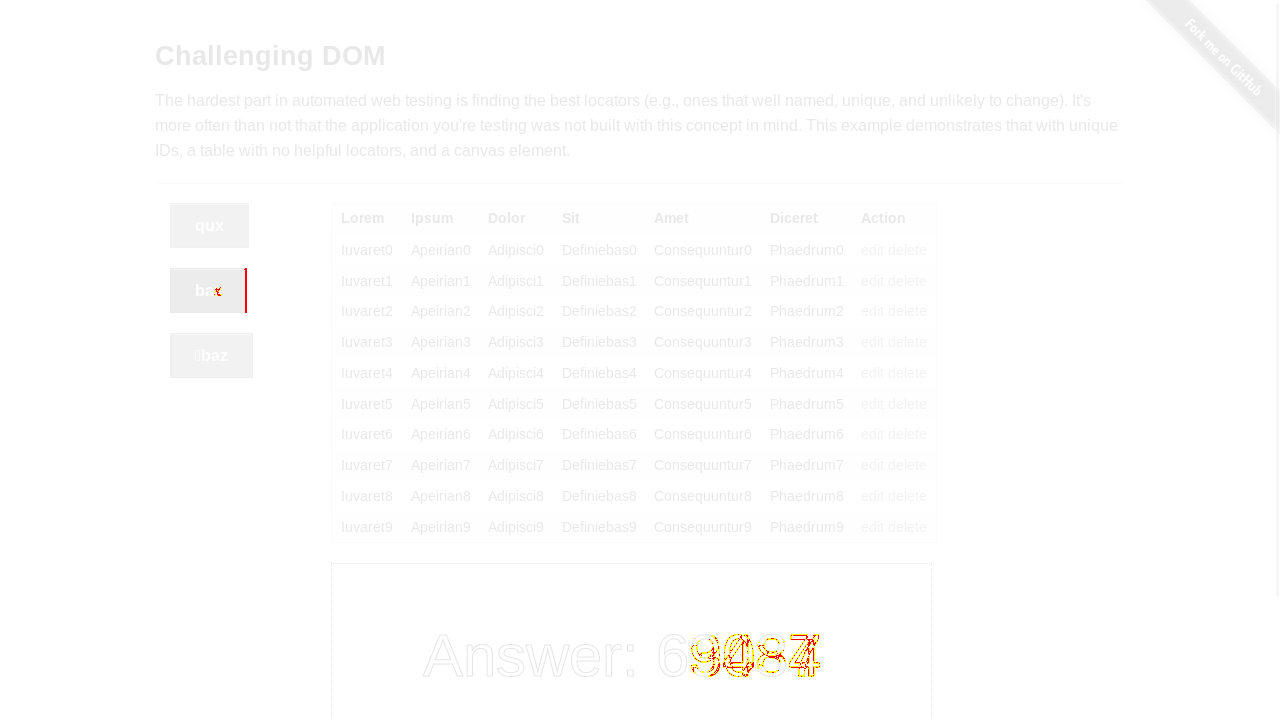 Fork me on GitHub
Challenging DOM
The hardest part in automated web testing is finding the best locators (e.g., ones that well named, unique, and unlikely to change). It's
more often than not that the application you're testing was not built with this concept in mind. This example demonstrates that with unique
IDs, a table with no helpful locators, and a canvas element.
qux
baz
Lorem Ipsum Dolor Sit Amet Diceret Action
Iuvaret0 Apeirian0 Adipisci0 Definiebas0 Consequuntur0 Phaedrum0 edit delete
Iuvaret1 Apeirian1 Adipisci1 Definiebas1 Consequuntur1 Phaedrum1 edit delete
Iuvaret2 Apeirian2 Adipisci2 Definiebas2 Consequuntur2 Phaedrum2 edit delete
Iuvaret3 Apeirian3 Adipisci3 Definiebas3 Consequuntur3 Phaedrum3 edit delete
Iuvaret4 Apeirian4 Adipisci4 Definiebas4 Consequuntur4 Phaedrum4 edit delete
Iuvaret5 Apeirian5 Adipisci5 Definiebas5 Consequuntur5 Phaedrum5 edit delete
Iuvaret6 Apeirian6 Adipisci6 Definiebas6 Consequuntur6 Phaedrum6 edit delete
Iuvaret7 Apeirian7 Adipisci7 Definiebas7 Consequuntur7 Phaedrum7 edit delete
Iuvaret8 Apeirian8 Adipisci8 Definiebas8 Consequuntur8 Phaedrum8 edit delete
Iuvaret9 Apeirian9 Adipisci9 Definiebas9 Consequuntur9 Phaedrum9 edit delete
Answer: